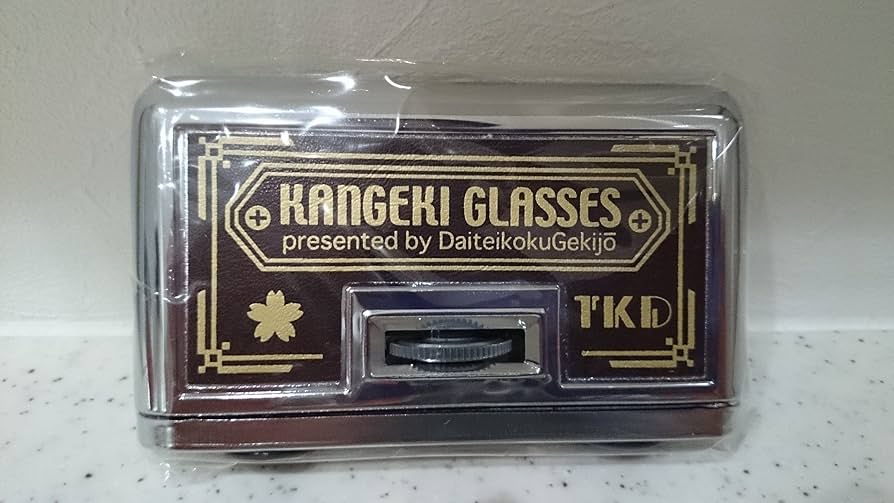 KANGEKI GLASSES
presented by DaiteikokuGekijō
TKD